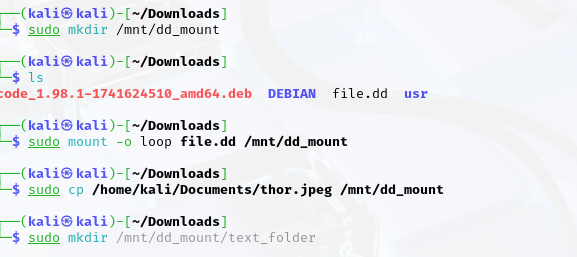 (kali㉿kali)-[~/Downloads]
$ sudo mkdir /mnt/dd_mount
(kali㉿kali)-[~/Downloads]
$ ls
code_1.98.1-1741624510_amd64.deb DEBIAN file.dd usr
(kali㉿kali)-[~/Downloads]
$ sudo mount -o loop file.dd /mnt/dd_mount
(kali㉿kali)-[~/Downloads]
$ sudo cp /home/kali/Documents/thor.jpeg /mnt/dd_mount
(kali㉿kali)-[~/Downloads]
$ sudo mkdir /mnt/dd_mount/text_folder